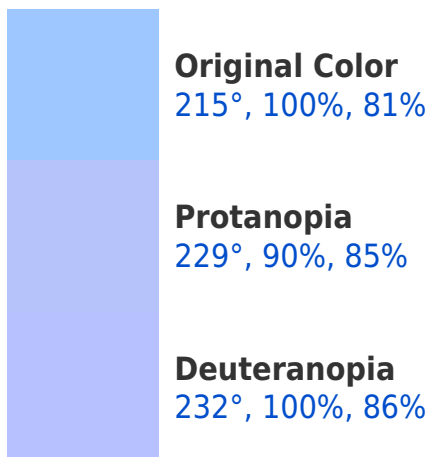 Original Color
215°, 100%, 81%
Protanopia
229°, 90%, 85%
Deuteranopia
232°, 100%, 86%